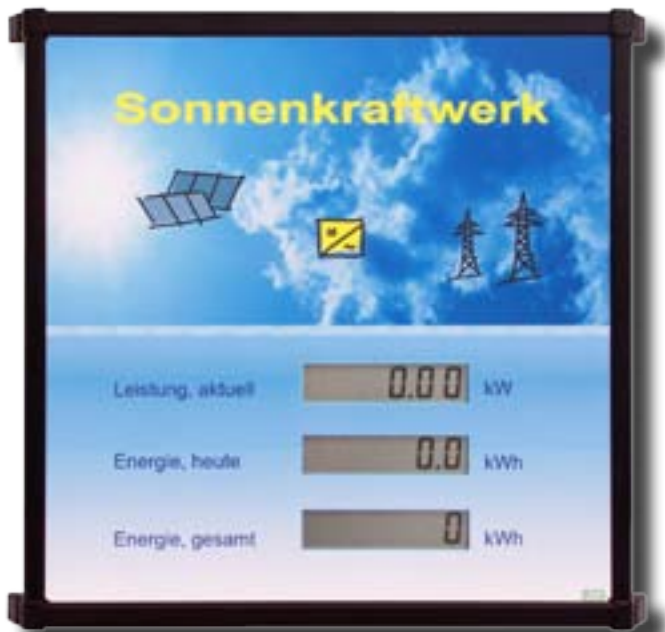 Sonnenkraftwerk
Leistung, aktuell 0.00 kW
Energie, heute 0.0 kWh
Energie, gesamt 0 kWh